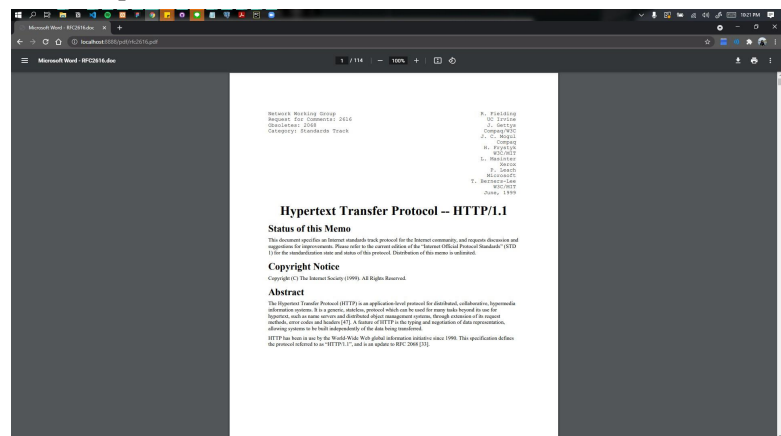 10:21 PM
Microsoft Word - RFC2616.doc
localhost:8888/pdf/rfc2616.pdf
Microsoft Word - RFC2616.doc
1 / 114
100%
Network Working Group
Request for Comments: 2616
Obsoletes: 2068
Category: Standards Track
R. Fielding
UC Irvine
J. Gettys
Compaq/W3C
J. C. Mogul
Compaq
H. Frystyk
W3C/MIT
L. Masinter
Xerox
P. Leach
Microsoft
T. Berners-Lee
W3C/MIT
June, 1999
Hypertext Transfer Protocol -- HTTP/1.1
Status of this Memo
This document specifies an Internet standards track protocol for the Internet community, and requests discussion and
suggestions for improvements. Please refer to the current edition of the “Internet Official Protocol Standards” (STD
1) for the standardization state and status of this protocol. Distribution of this memo is unlimited.
Copyright Notice
Copyright (C) The Internet Society (1999). All Rights Reserved.
Abstract
The Hypertext Transfer Protocol (HTTP) is an application-level protocol for distributed, collaborative, hypermedia
information systems. It is a generic, stateless, protocol which can be used for many tasks beyond its use for
hypertext, such as name servers and distributed object management systems, through extension of its request
methods, error codes and headers [47]. A feature of HTTP is the typing and negotiation of data representation,
allowing systems to be built independently of the data being transferred.
HTTP has been in use by the World-Wide Web global information initiative since 1990. This specification defines
the protocol referred to as “HTTP/1.1”, and is an update to RFC 2068 [33].